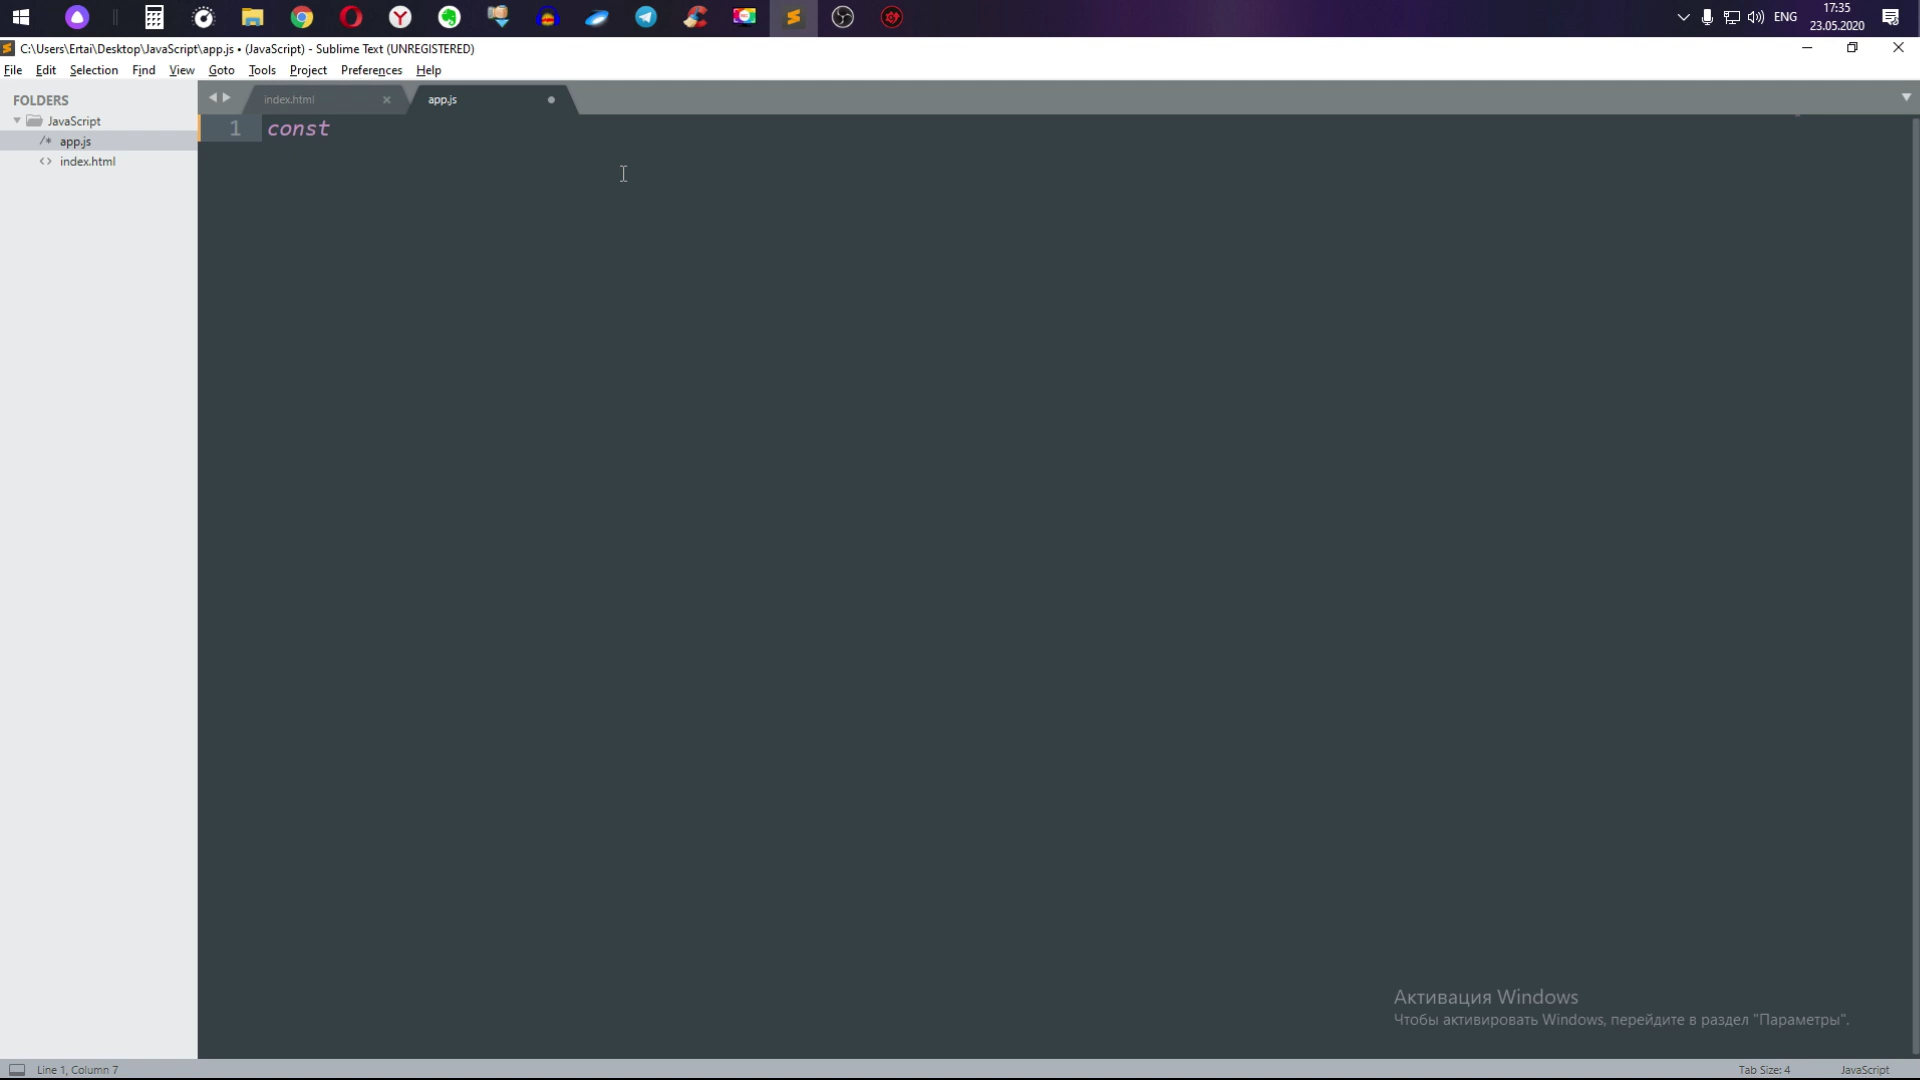 17:35
ENG
23.05.2020
C:\Users\Ertai\Desktop\JavaScript\app.js • (JavaScript) - Sublime Text (UNREGISTERED)
File Edit Selection Find View Goto Tools Project Preferences Help
FOLDERS
JavaScript
/* app.js
<> index.html
index.html ×
app.js •
1 const
Активация Windows
Чтобы активировать Windows, перейдите в раздел "Параметры".
Line 1, Column 7
Tab Size: 4
JavaScript